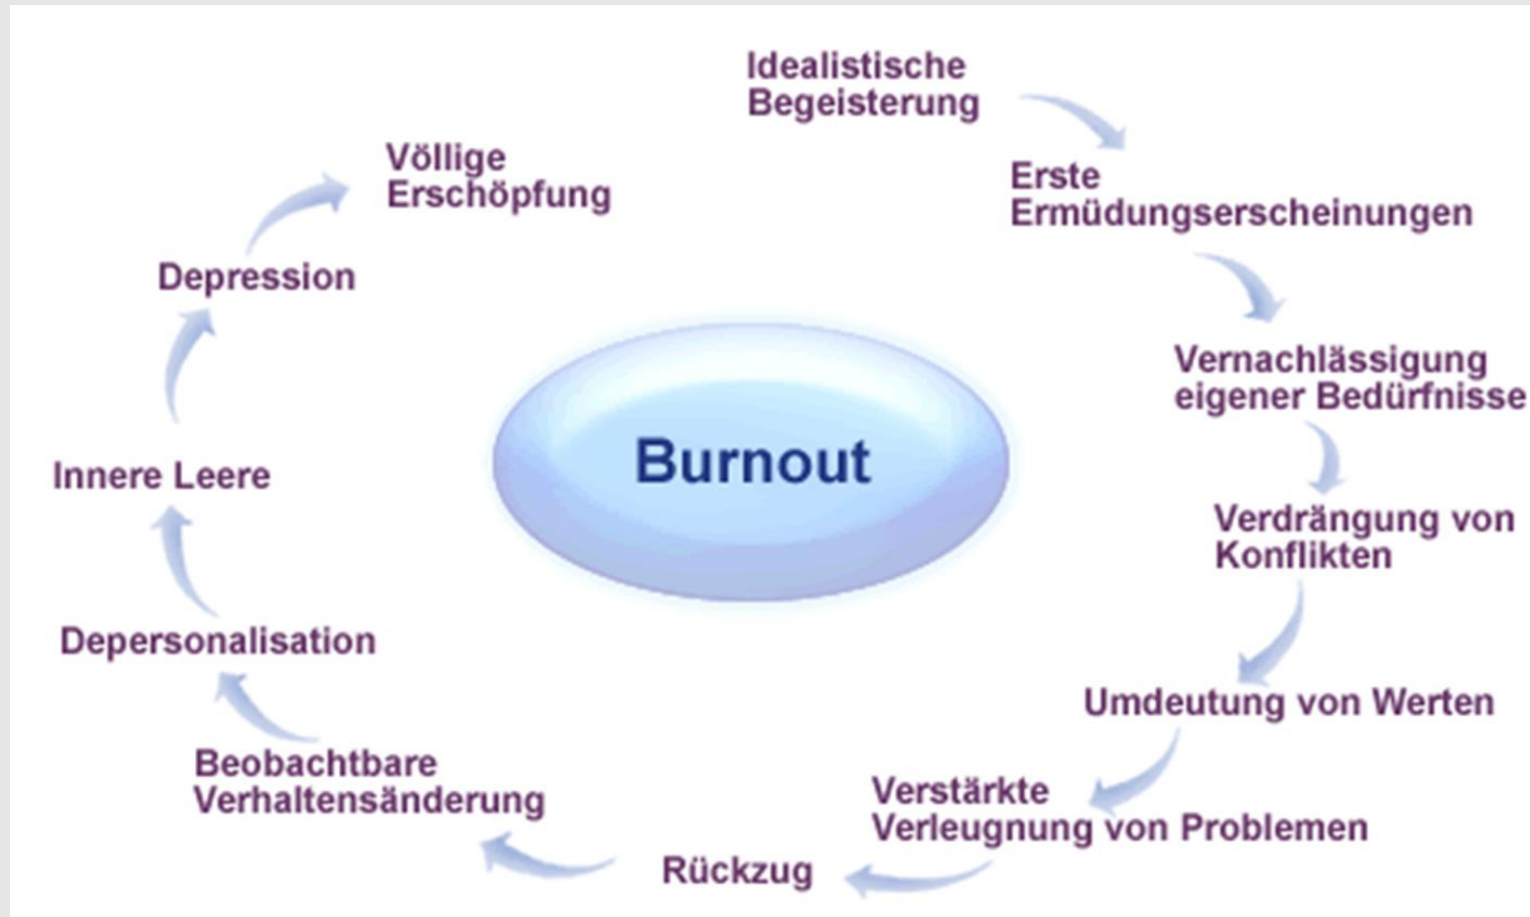 Idealistische
Begeisterung
Erste
Ermüdungserscheinungen
Vernachlässigung
eigener Bedürfnisse
Verdrängung von
Konflikten
Umdeutung von Werten
Verstärkte
Verleugnung von Problemen
Rückzug
Beobachtbare
Verhaltensänderung
Depersonalisation
Innere Leere
Depression
Völlige
Erschöpfung
Burnout